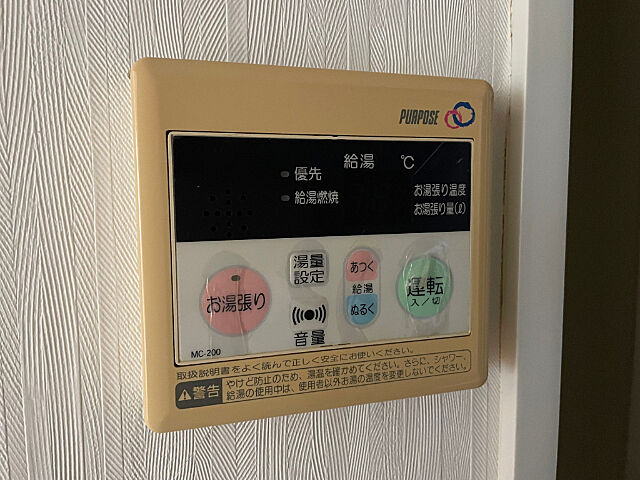 PURPOSE
給湯 ℃
優先
給湯燃焼
お湯張り温度
お湯張り量(ℓ)
お湯張り
湯量
設定
音量
あつく
給湯
ぬるく
運転
入／切
MC-200
取扱説明書をよく読んで正しく安全にお使いください。
警告
やけど防止のため、湯温を確かめてください。さらに、シャワー、
給湯の使用中は、使用者以外お湯の温度を変更しないでください。